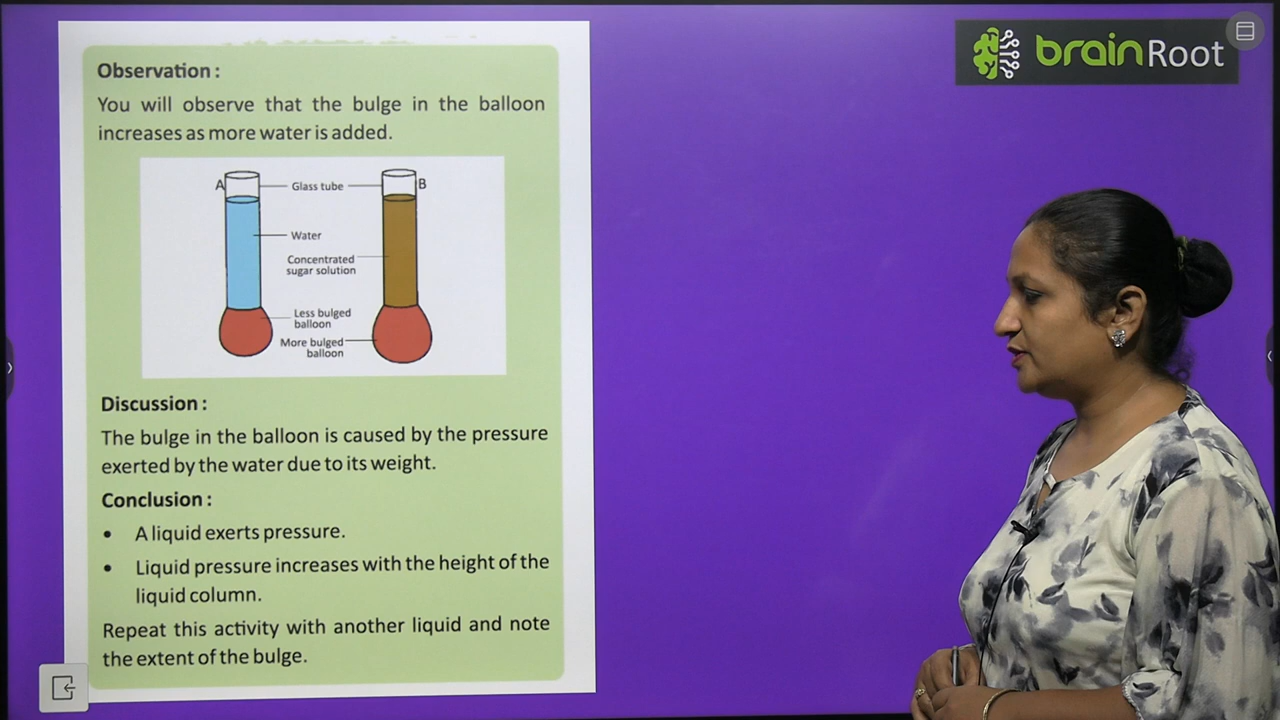 brainRoot
Observation :
You will observe that the bulge in the balloon
increases as more water is added.
A
Glass tube
B
Water
Concentrated
sugar solution
Less bulged
balloon
More bulged
balloon
Discussion :
The bulge in the balloon is caused by the pressure
exerted by the water due to its weight.
Conclusion :
• A liquid exerts pressure.
• Liquid pressure increases with the height of the
liquid column.
Repeat this activity with another liquid and note
the extent of the bulge.